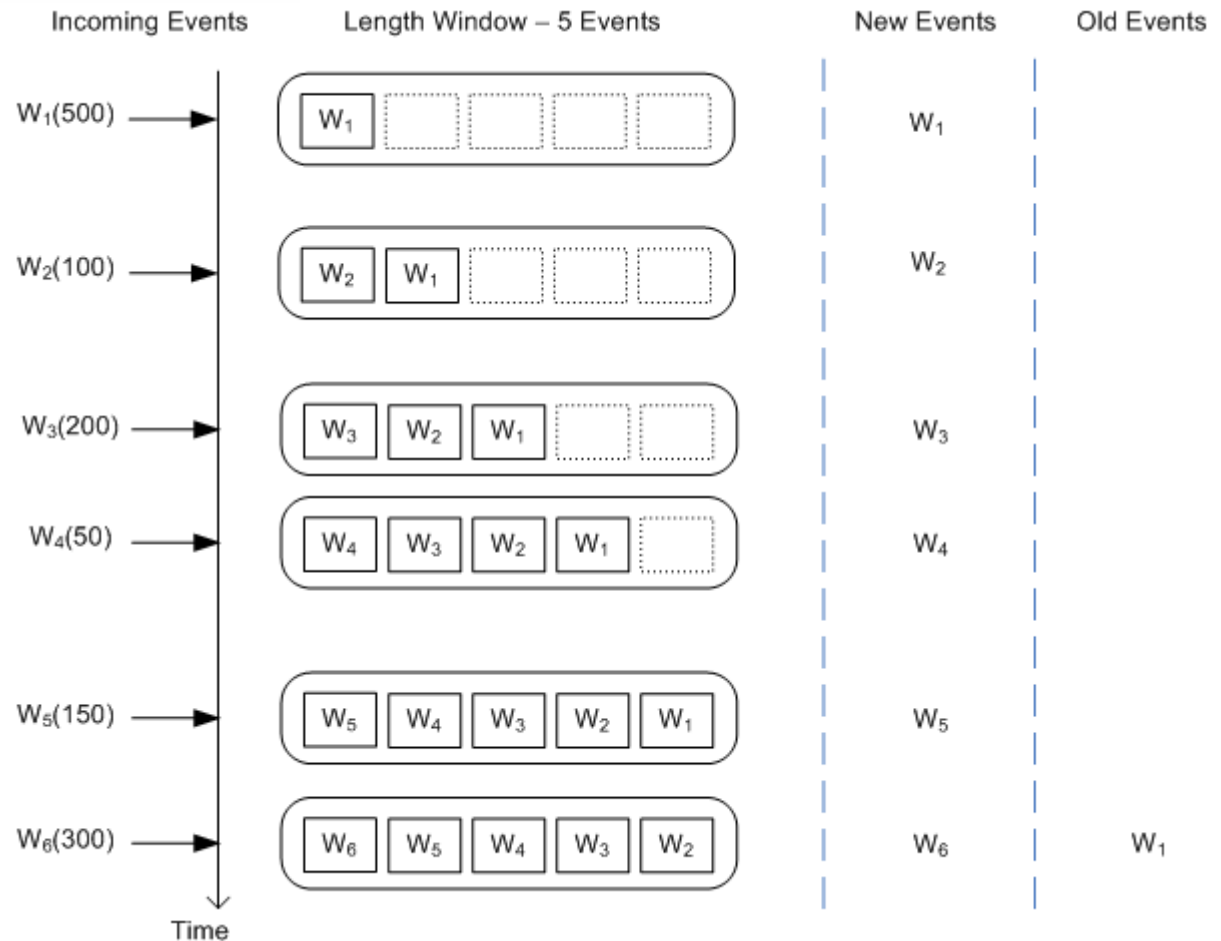 Incoming Events Length Window – 5 Events New Events Old Events
W₁(500) W₁ W₁
W₂(100) W₂ W₁ W₂
W₃(200) W₃ W₂ W₁ W₃
W₄(50) W₄ W₃ W₂ W₁ W₄
W₅(150) W₅ W₄ W₃ W₂ W₁ W₅
W₆(300) W₆ W₅ W₄ W₃ W₂ W₆ W₁
Time